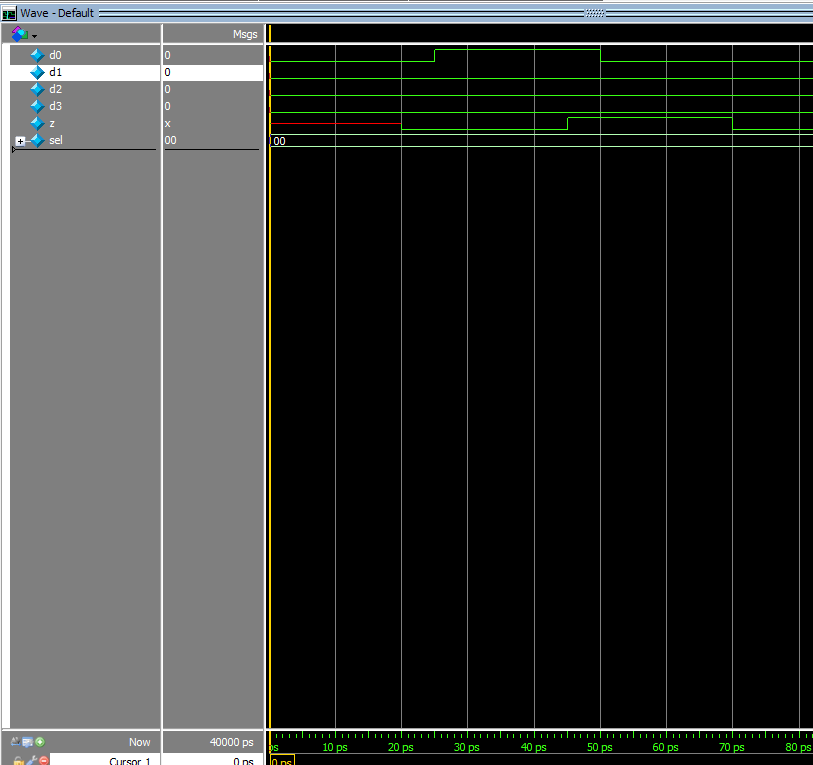 Wave - Default
Msgs
d0 0
d1 0
d2 0
d3 0
z x
sel 00 00
Now 40000 ps ps 10 ps 20 ps 30 ps 40 ps 50 ps 60 ps 70 ps 80 ps
Cursor 1 0 ps 0 ps